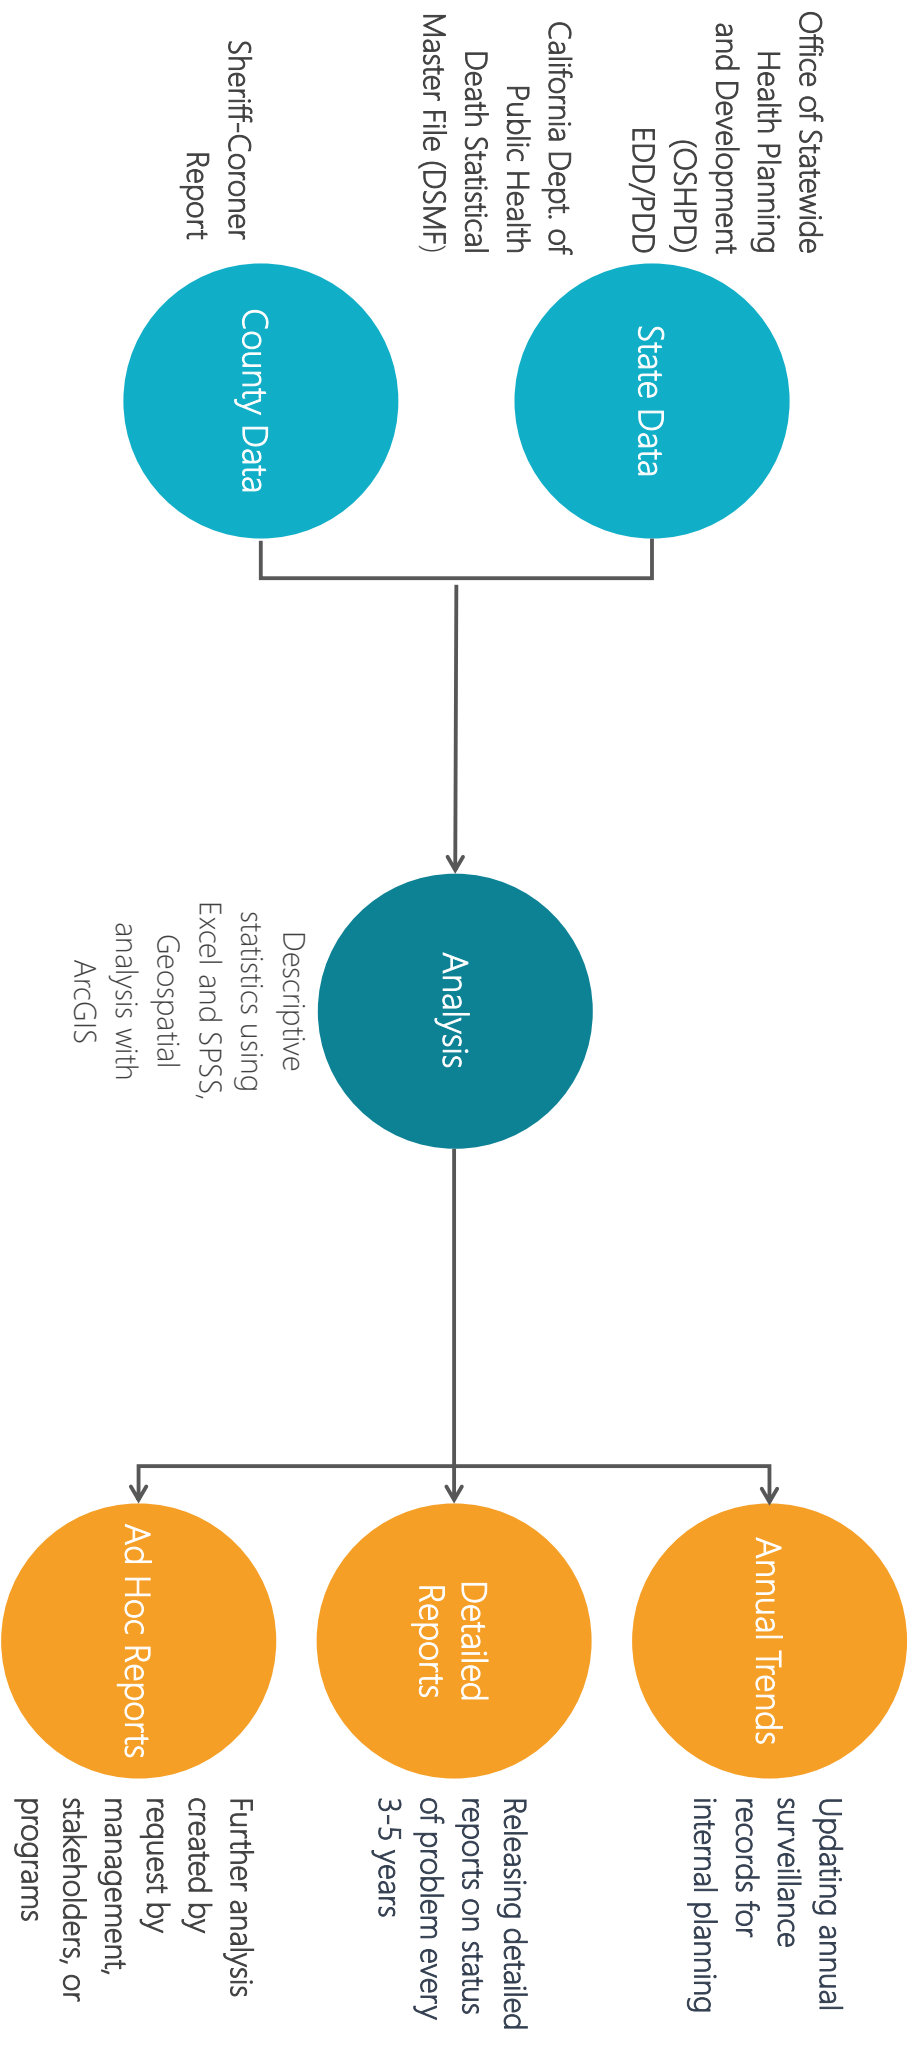 Office of Statewide
Health Planning
and Development
(OSHPD)
EDD/PDD
California Dept. of
Public Health
Death Statistical
Master File (DSMF)
Sheriff-Coroner
Report
State Data
County Data
Analysis
Descriptive
statistics using
Excel and SPSS,
Geospatial
analysis with
ArcGIS
Annual Trends
Updating annual
surveillance
records for
internal planning
Detailed
Reports
Releasing detailed
reports on status
of problem every
3-5 years
Ad Hoc Reports
Further analysis
created by
request by
management,
stakeholders, or
programs